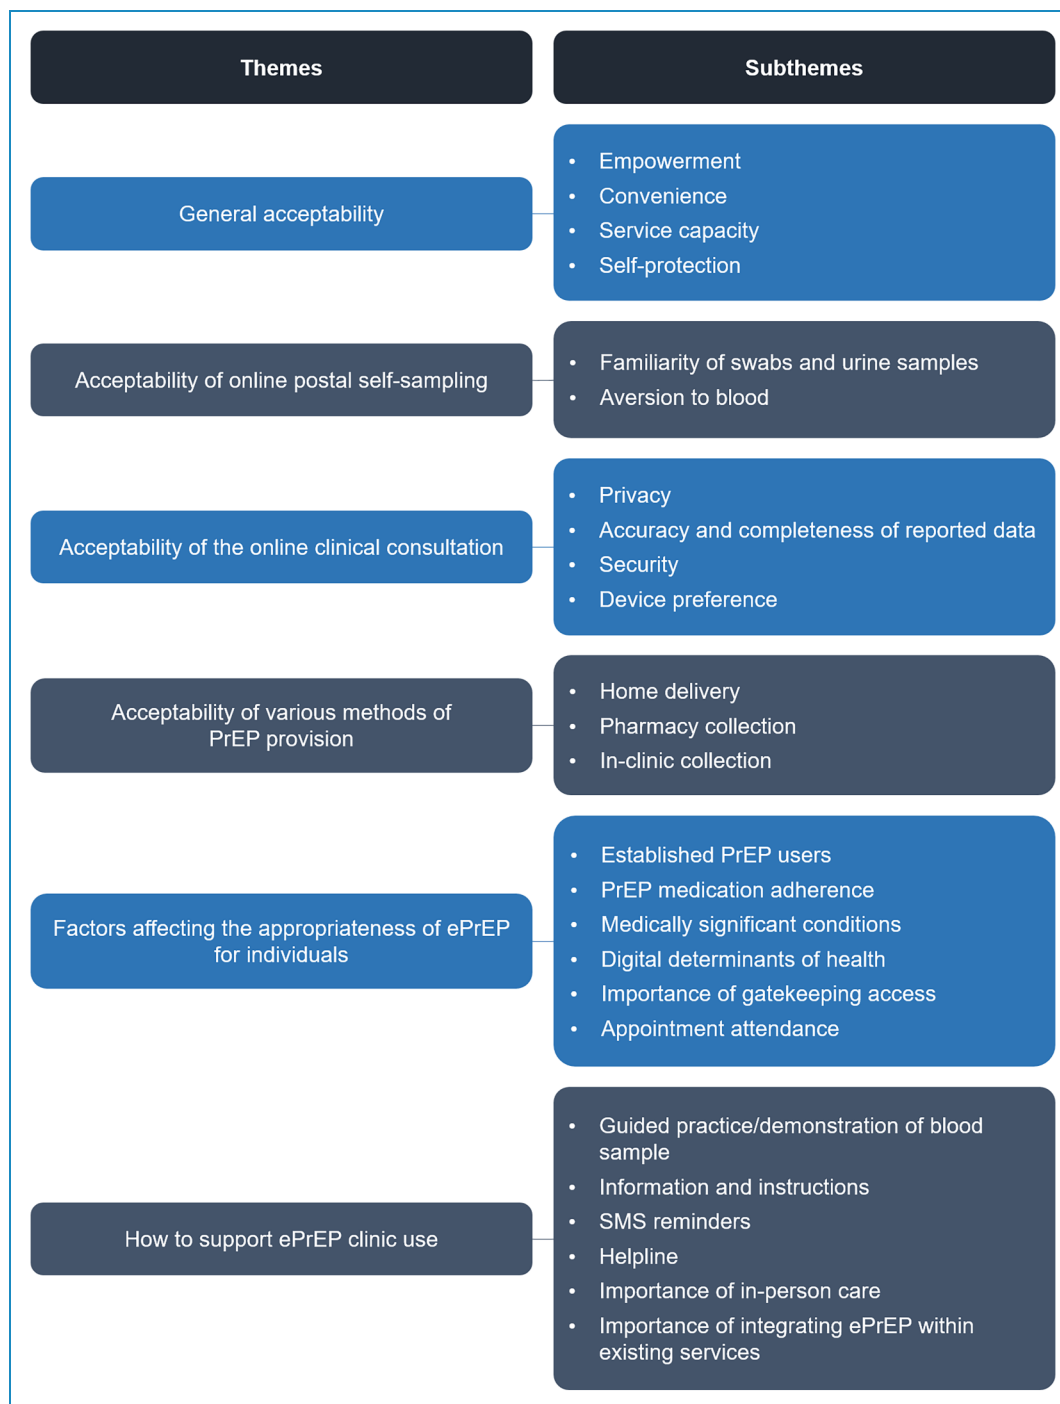 Themes
Subthemes
General acceptability
• Empowerment
• Convenience
• Service capacity
• Self-protection
Acceptability of online postal self-sampling
• Familiarity of swabs and urine samples
• Aversion to blood
Acceptability of the online clinical consultation
• Privacy
• Accuracy and completeness of reported data
• Security
• Device preference
Acceptability of various methods of
PrEP provision
• Home delivery
• Pharmacy collection
• In-clinic collection
Factors affecting the appropriateness of ePrEP
for individuals
• Established PrEP users
• PrEP medication adherence
• Medically significant conditions
• Digital determinants of health
• Importance of gatekeeping access
• Appointment attendance
How to support ePrEP clinic use
• Guided practice/demonstration of blood
sample
• Information and instructions
• SMS reminders
• Helpline
• Importance of in-person care
• Importance of integrating ePrEP within
existing services